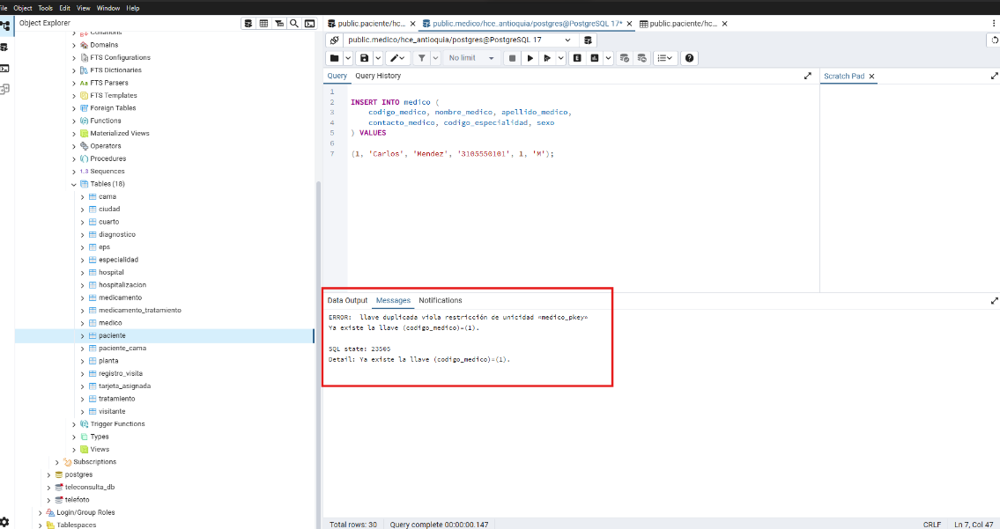 File Object Tools Edit View Window Help
Object Explorer
Collations
Domains
FTS Configurations
FTS Dictionaries
Aa FTS Parsers
FTS Templates
Foreign Tables
Functions
Materialized Views
Operators
Procedures
1..3 Sequences
Tables (18)
cama
ciudad
cuarto
diagnostico
eps
especialidad
hospital
hospitalizacion
medicamento
medicamento_tratamiento
medico
paciente
paciente_cama
planta
registro_visita
tarjeta_asignada
tratamiento
visitante
Trigger Functions
Types
Views
Subscriptions
postgres
teleconsulta_db
telefoto
Login/Group Roles
Tablespaces
public.paciente/hc... public.medico/hce_antioquia/postgres@PostgreSQL 17* public.paciente/hc...
public.medico/hce_antioquia/postgres@PostgreSQL 17
No limit
E
Query Query History
Scratch Pad
1
2 INSERT INTO medico (
3 codigo_medico, nombre_medico, apellido_medico,
4 contacto_medico, codigo_especialidad, sexo
5 ) VALUES
6
7 (1, 'Carlos', 'Mendez', '3105550101', 1, 'M');
Data Output Messages Notifications
ERROR: llave duplicada viola restricción de unicidad «medico_pkey»
Ya existe la llave (codigo_medico)=(1).
SQL state: 23505
Detail: Ya existe la llave (codigo_medico)=(1).
Total rows: 30 Query complete 00:00:00.147 CRLF Ln 7, Col 47